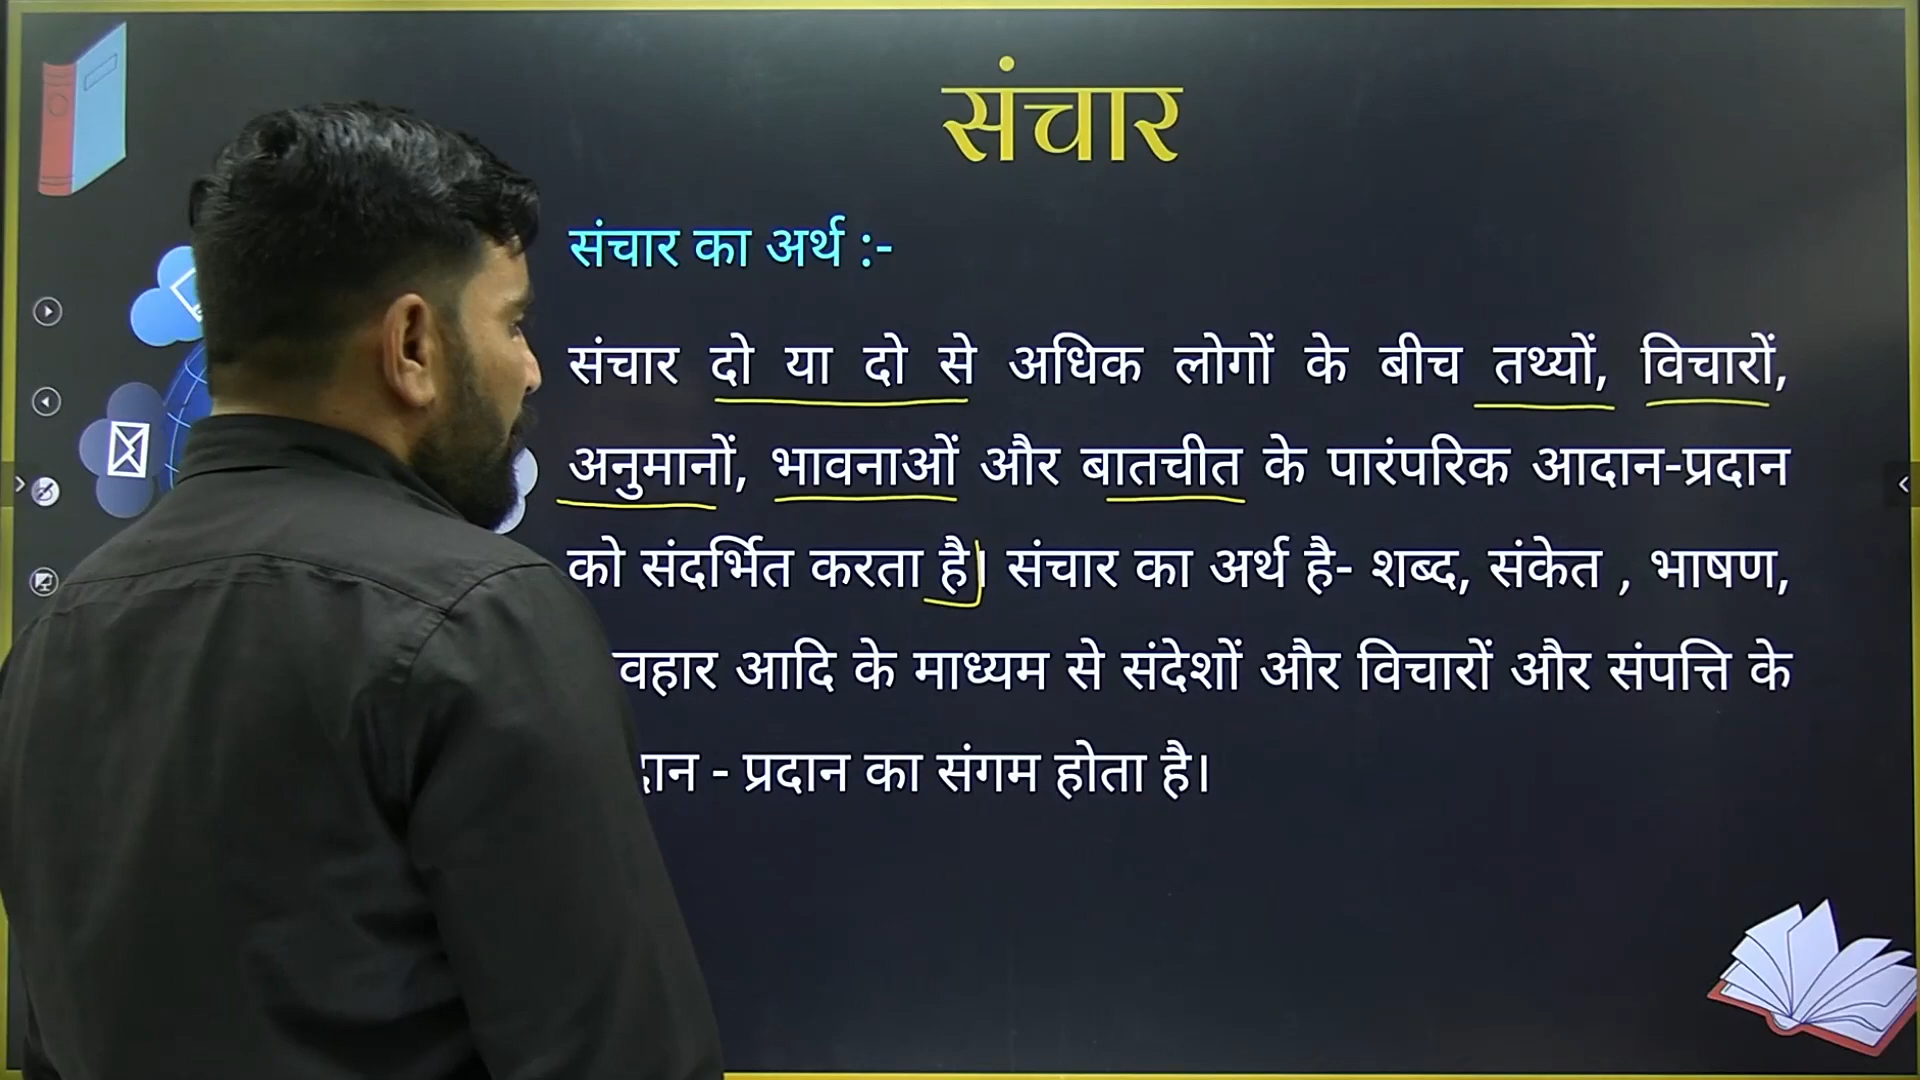 संचार
संचार का अर्थ :-
संचार दो या दो से अधिक लोगों के बीच तथ्यों, विचारों,
अनुमानों, भावनाओं और बातचीत के पारंपरिक आदान-प्रदान
को संदर्भित करता है। संचार का अर्थ है- शब्द, संकेत , भाषण,
आदि के माध्यम से संदेशों और विचारों और संपत्ति के
- प्रदान का संगम होता है।